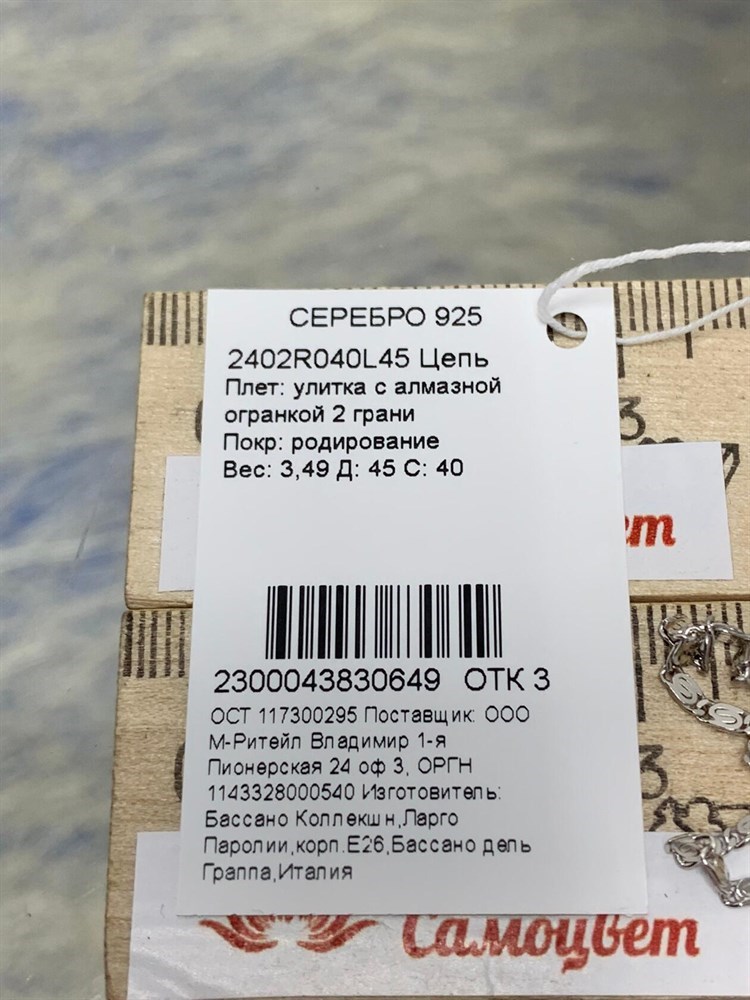 СЕРЕБРО 925
2402R040L45 Цепь
Плет: улитка с алмазной
огранкой 2 грани
Покр: родирование
Вес: 3,49 Д: 45 С: 40
3
2300043830649 ОТК 3
ОСТ 117300295 Поставщик: ООО
М-Ритейл Владимир 1-я
Пионерская 24 оф 3, ОРГН
1143328000540 Изготовитель:
Бассано Коллекшн,Ларго
Паролии,корп.Е26,Бассано дель
Граппа,Италия
3
Самоцвет